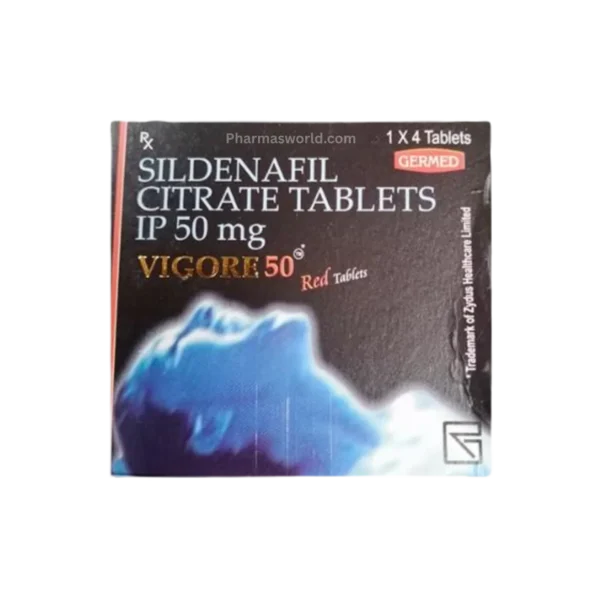 Rx
Pharmasworld.com
1 X 4 Tablets
GERMED
SILDENAFIL
CITRATE TABLETS
IP 50 mg
VIGORE 50™*
Red Tablets
* Trademark of Zydus Healthcare Limited